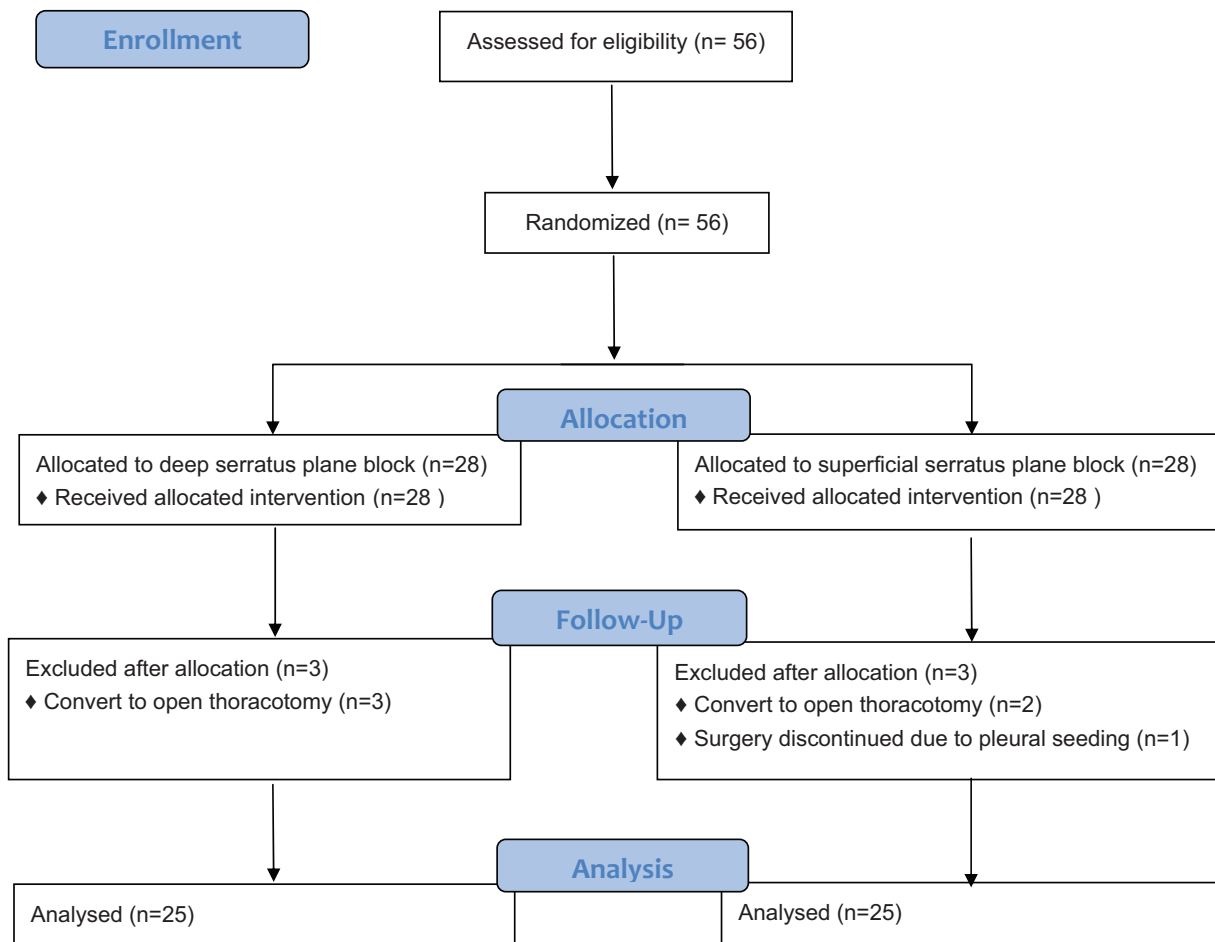 Enrollment
Assessed for eligibility (n= 56)
Randomized (n= 56)
Allocation
Allocated to deep serratus plane block (n=28)
♦ Received allocated intervention (n=28 )
Allocated to superficial serratus plane block (n=28)
♦ Received allocated intervention (n=28 )
Follow-Up
Excluded after allocation (n=3)
♦ Convert to open thoracotomy (n=3)
Excluded after allocation (n=3)
♦ Convert to open thoracotomy (n=2)
♦ Surgery discontinued due to pleural seeding (n=1)
Analysis
Analysed (n=25)
Analysed (n=25)